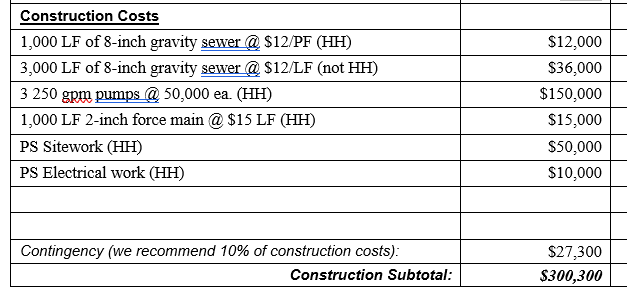 Construction Costs
1,000 LF of 8-inch gravity sewer @ $12/PF (HH) $12,000
3,000 LF of 8-inch gravity sewer @ $12/LF (not HH) $36,000
3 250 gpm pumps @ 50,000 ea. (HH) $150,000
1,000 LF 2-inch force main @ $15 LF (HH) $15,000
PS Sitework (HH) $50,000
PS Electrical work (HH) $10,000
Contingency (we recommend 10% of construction costs): $27,300
Construction Subtotal: $300,300